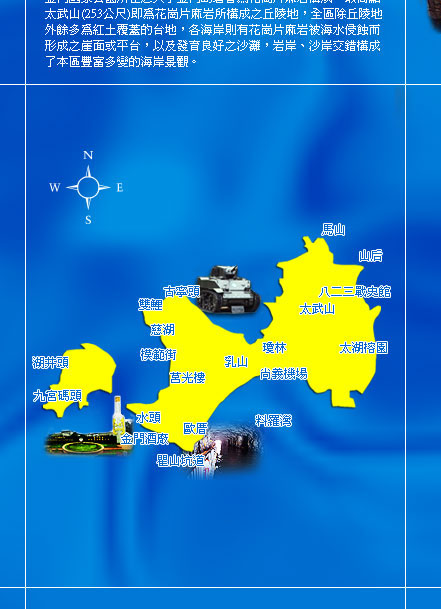 太武山(253公尺)即為花崗片麻岩所構成之丘陵地，全區除丘陵地
外餘多為紅土覆蓋的台地，各海岸則有花崗片麻岩被海水侵蝕而
形成之崖面或平台，以及發育良好之沙灘，岩岸、沙岸交錯構成
了本區豐富多變的海岸景觀。
N
W
E
S
馬山
山后
古寧頭
八二三戰史館
雙鯉
太武山
慈湖
模範街
瓊林
太湖榕園
湖井頭
乳山
莒光樓
尚義機場
九宮碼頭
水頭
料羅灣
歐厝
金門酒廠
翟山坑道